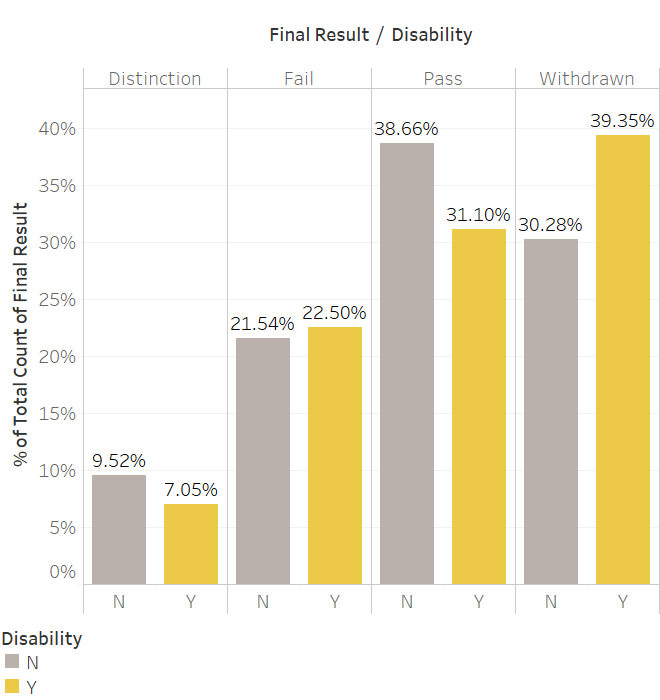 Final Result / Disability
Distinction Fail Pass Withdrawn
% of Total Count of Final Result
40%
35%
30%
25%
20%
15%
10%
5%
0%
9.52%
7.05%
21.54%
22.50%
38.66%
31.10%
30.28%
39.35%
N Y N Y N Y N Y
Disability
N
Y